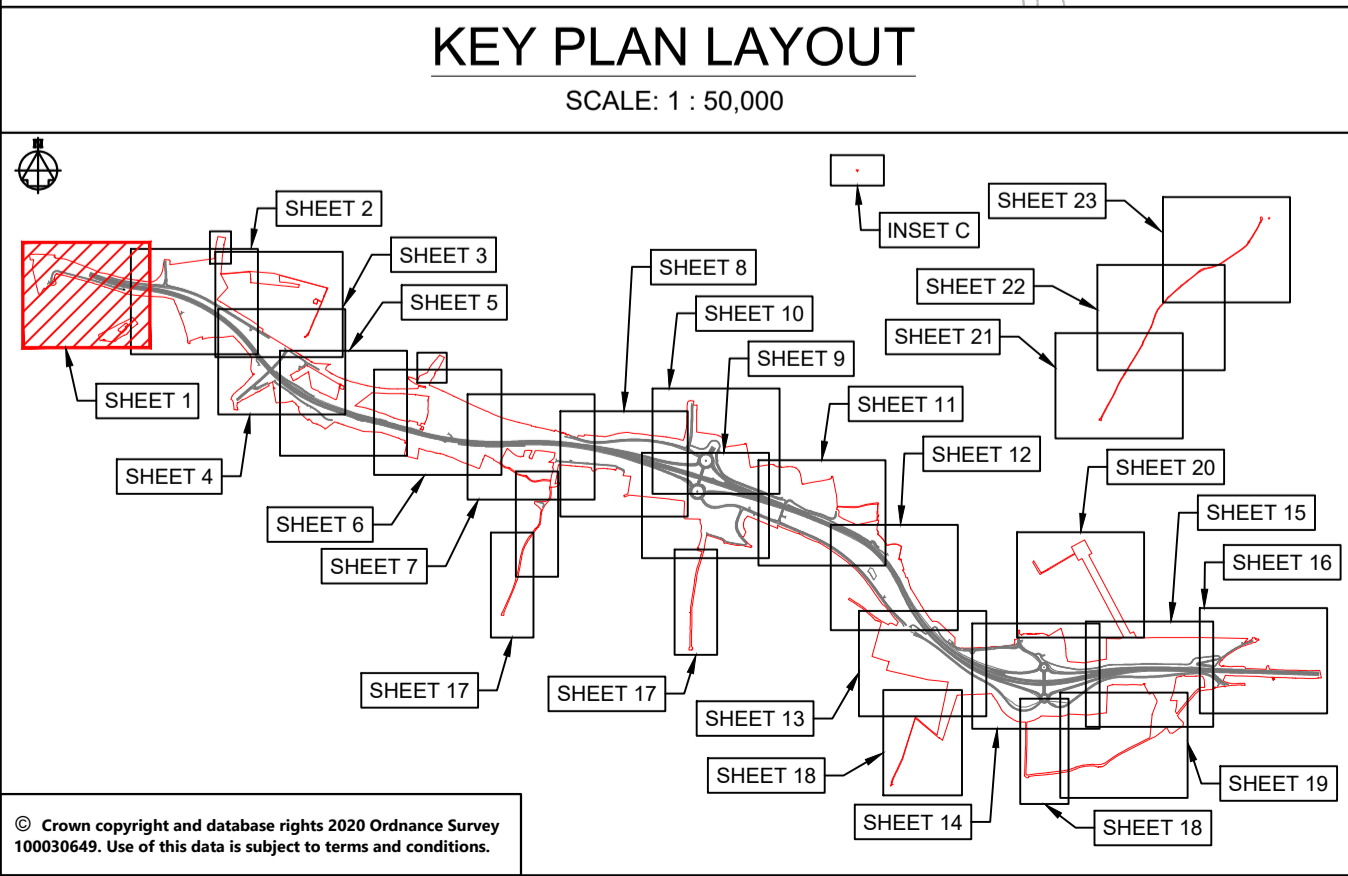 KEY PLAN LAYOUT
SCALE: 1 : 50,000
N
SHEET 2
SHEET 23
INSET C
SHEET 3
SHEET 8
SHEET 22
SHEET 5
SHEET 10
SHEET 21
SHEET 9
SHEET 1
SHEET 11
SHEET 12
SHEET 20
SHEET 4
SHEET 15
SHEET 6
SHEET 16
SHEET 7
SHEET 17
SHEET 17
SHEET 13
SHEET 18
SHEET 19
SHEET 14
SHEET 18
© Crown copyright and database rights 2020 Ordnance Survey
100030649. Use of this data is subject to terms and conditions.